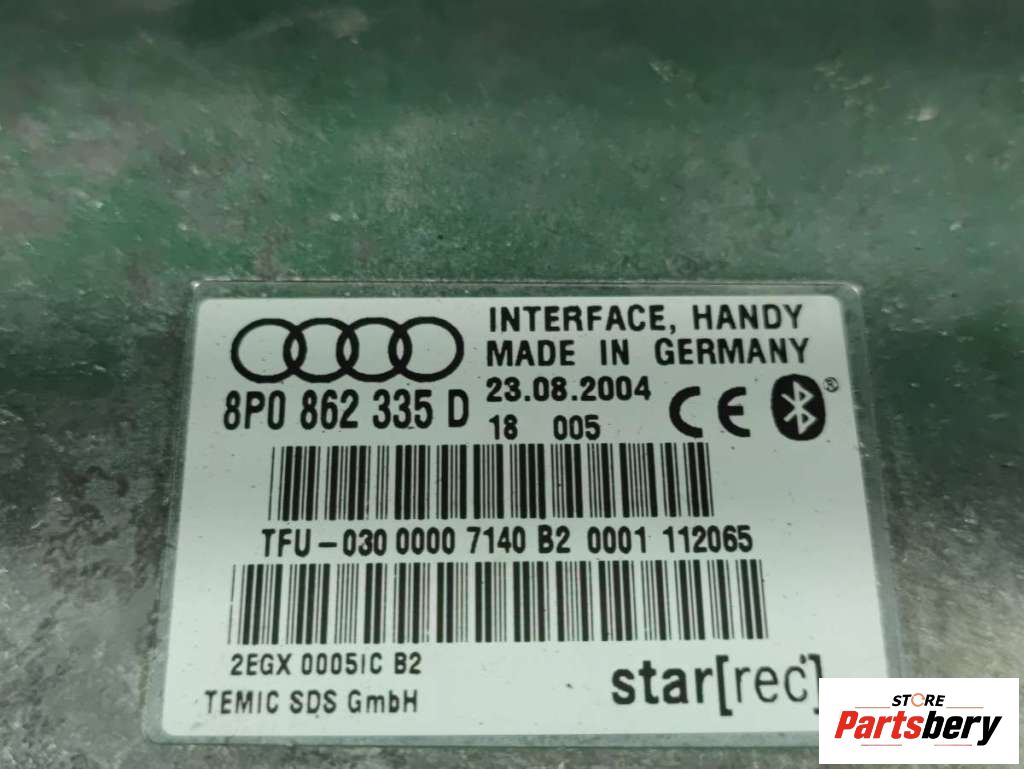 INTERFACE, HANDY
MADE IN GERMANY
8P0 862 335 D
23.08.2004
18 005
CE
TFU-030 0000 7140 B2 0001 112065
2EGX 0005IC B2
TEMIC SDS GmbH
star[rec]
STORE
Partsbery